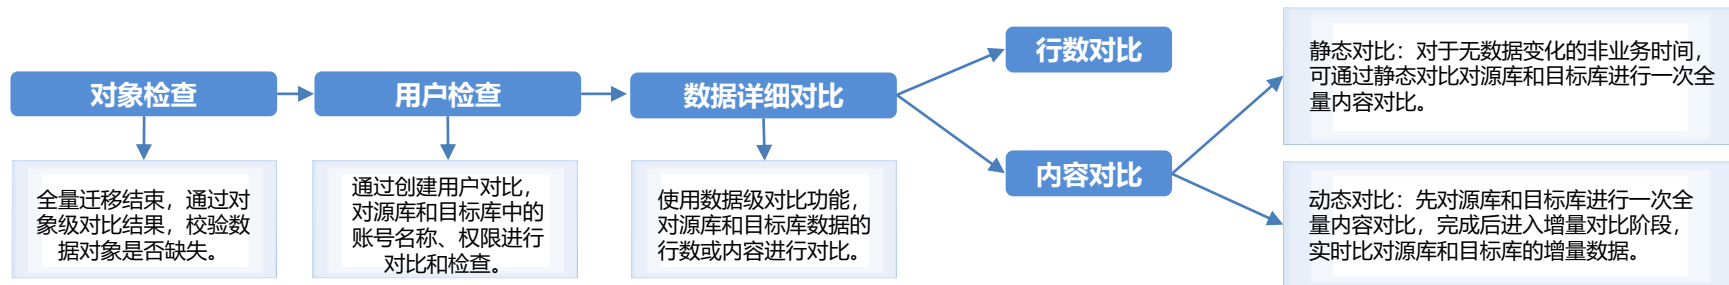 对象检查
全量迁移结束，通过对
象级对比结果，校验数
据对象是否缺失。
用户检查
通过创建用户对比，
对源库和目标库中的
账号名称、权限进行
对比和检查。
数据详细对比
使用数据级对比功能，
对源库和目标库数据的
行数或内容进行对比。
行数对比
内容对比
静态对比：对于无数据变化的非业务时间，
可通过静态对比对源库和目标库进行一次全
量内容对比。
动态对比：先对源库和目标库进行一次全
量内容对比，完成后进入增量对比阶段，
实时比对源库和目标库的增量数据。